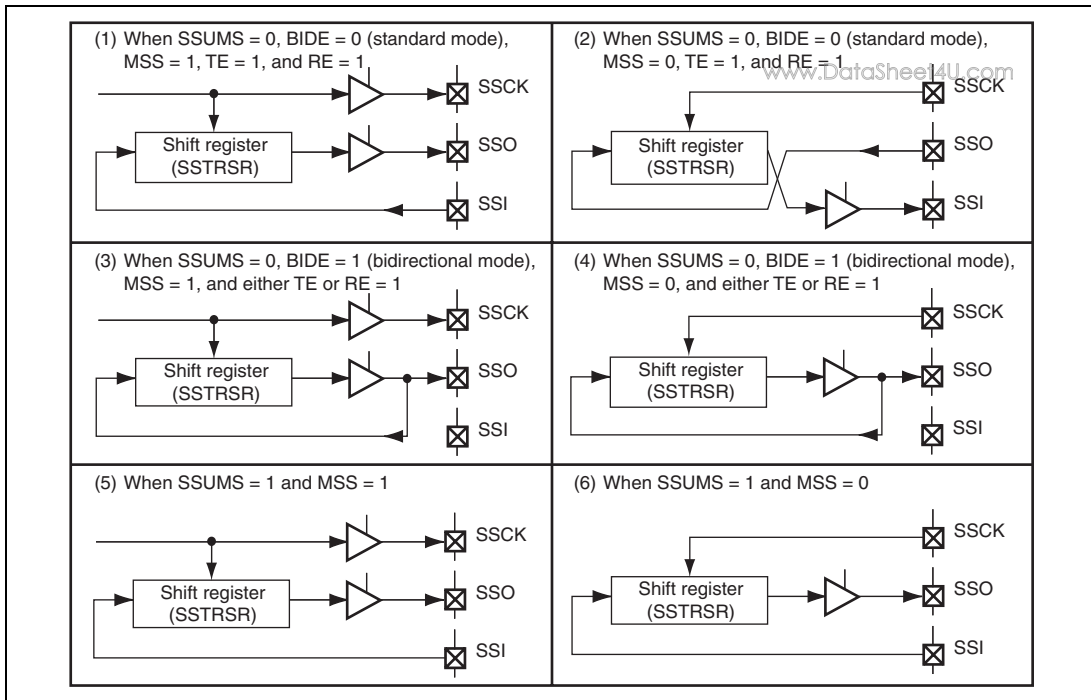 (1) When SSUMS = 0, BIDE = 0 (standard mode),
MSS = 1, TE = 1, and RE = 1
SSCK
Shift register
(SSTRSR)
SSO
SSI
(2) When SSUMS = 0, BIDE = 0 (standard mode),
MSS = 0, TE = 1, and RE = 1
www.DataSheet4U.com
SSCK
Shift register
(SSTRSR)
SSO
SSI
(3) When SSUMS = 0, BIDE = 1 (bidirectional mode),
MSS = 1, and either TE or RE = 1
SSCK
Shift register
(SSTRSR)
SSO
SSI
(4) When SSUMS = 0, BIDE = 1 (bidirectional mode),
MSS = 0, and either TE or RE = 1
SSCK
Shift register
(SSTRSR)
SSO
SSI
(5) When SSUMS = 1 and MSS = 1
SSCK
Shift register
(SSTRSR)
SSO
SSI
(6) When SSUMS = 1 and MSS = 0
SSCK
Shift register
(SSTRSR)
SSO
SSI